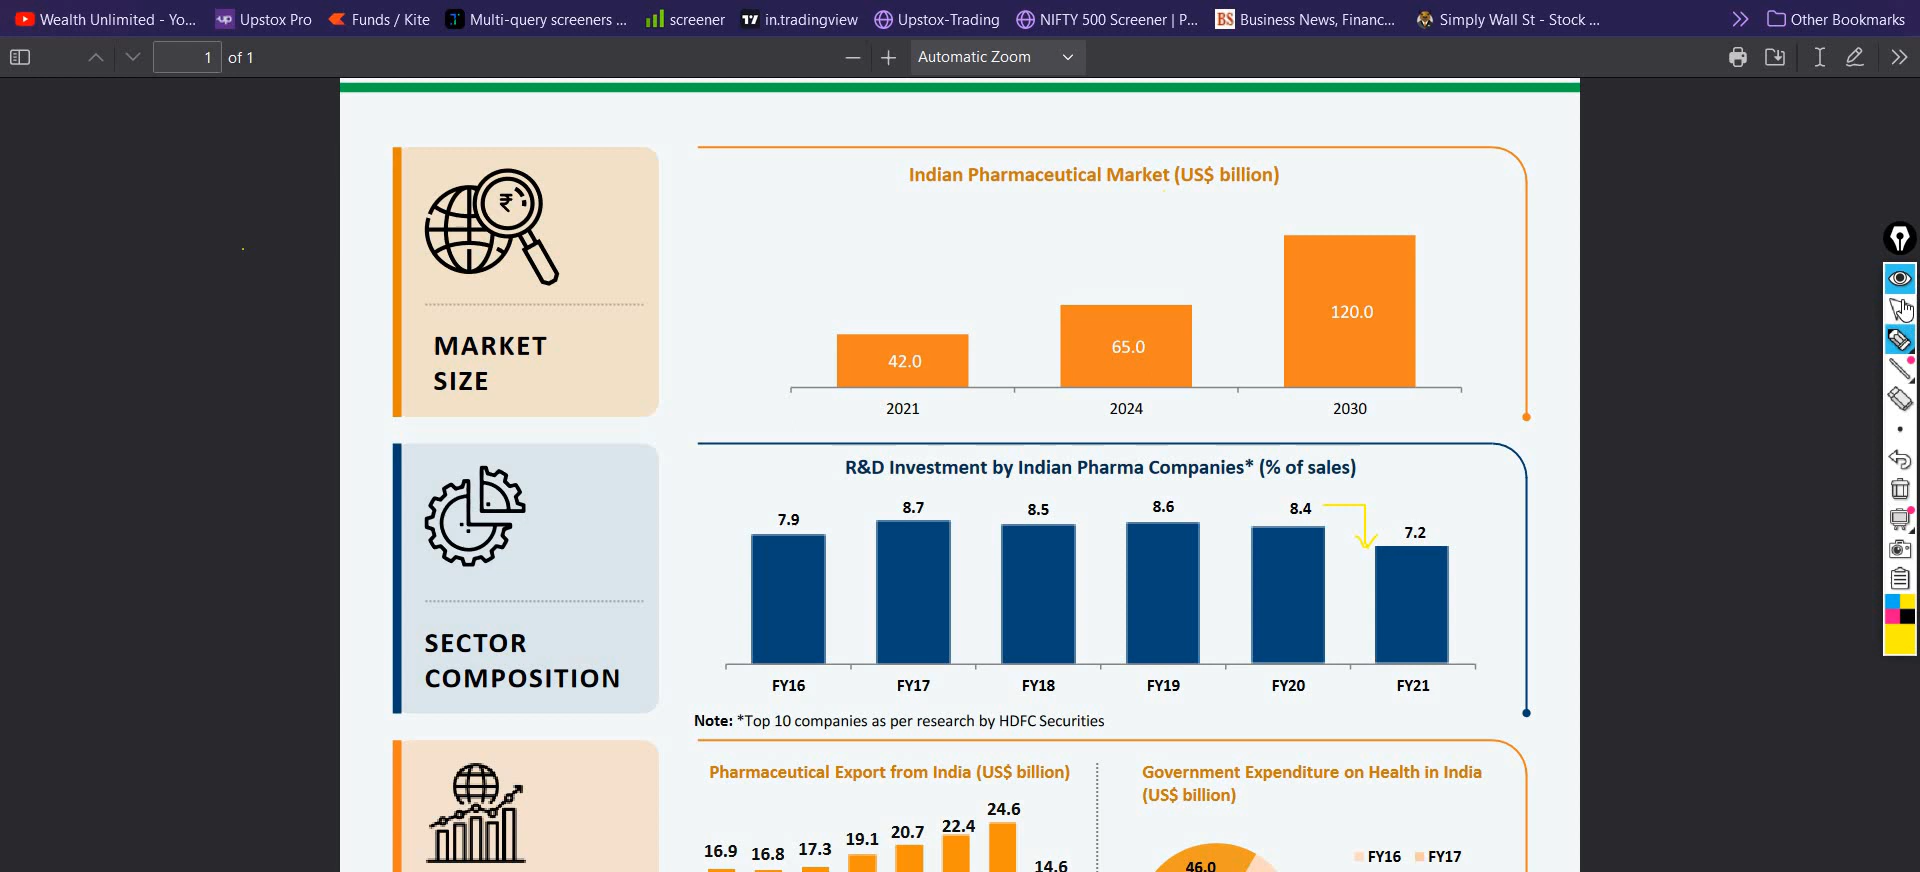 Wealth Unlimited - Yo... Upstox Pro Funds / Kite Multi-query screeners ... screener in.tradingview Upstox-Trading NIFTY 500 Screener | P... BS Business News, Financ... Simply Wall St - Stock ... Other Bookmarks
1 of 1 Automatic Zoom
Indian Pharmaceutical Market (US$ billion)
₹
MARKET
SIZE
42.0 65.0 120.0
2021 2024 2030
R&D Investment by Indian Pharma Companies* (% of sales)
7.9 8.7 8.5 8.6 8.4 7.2
SECTOR
COMPOSITION
FY16 FY17 FY18 FY19 FY20 FY21
Note: *Top 10 companies as per research by HDFC Securities
Pharmaceutical Export from India (US$ billion)
16.9 16.8 17.3 19.1 20.7 22.4 24.6 14.6
Government Expenditure on Health in India
(US$ billion)
46.0 FY16 FY17